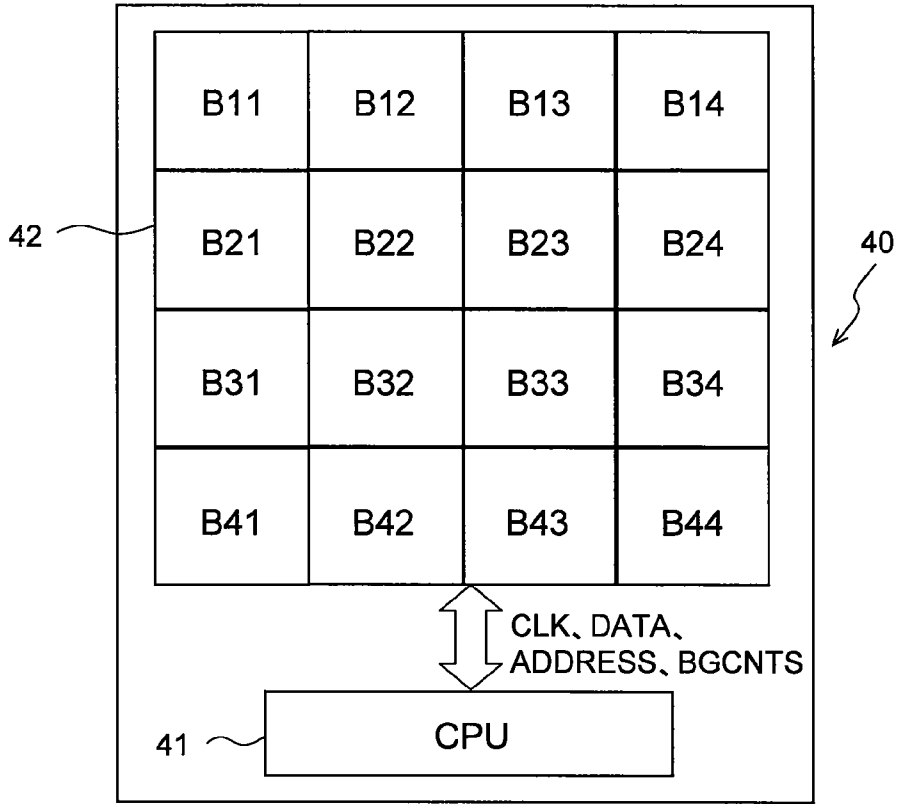 B11 B12 B13 B14
42
B21 B22 B23 B24
40
B31 B32 B33 B34
B41 B42 B43 B44
CLK、DATA、
ADDRESS、BGCNTS
41
CPU